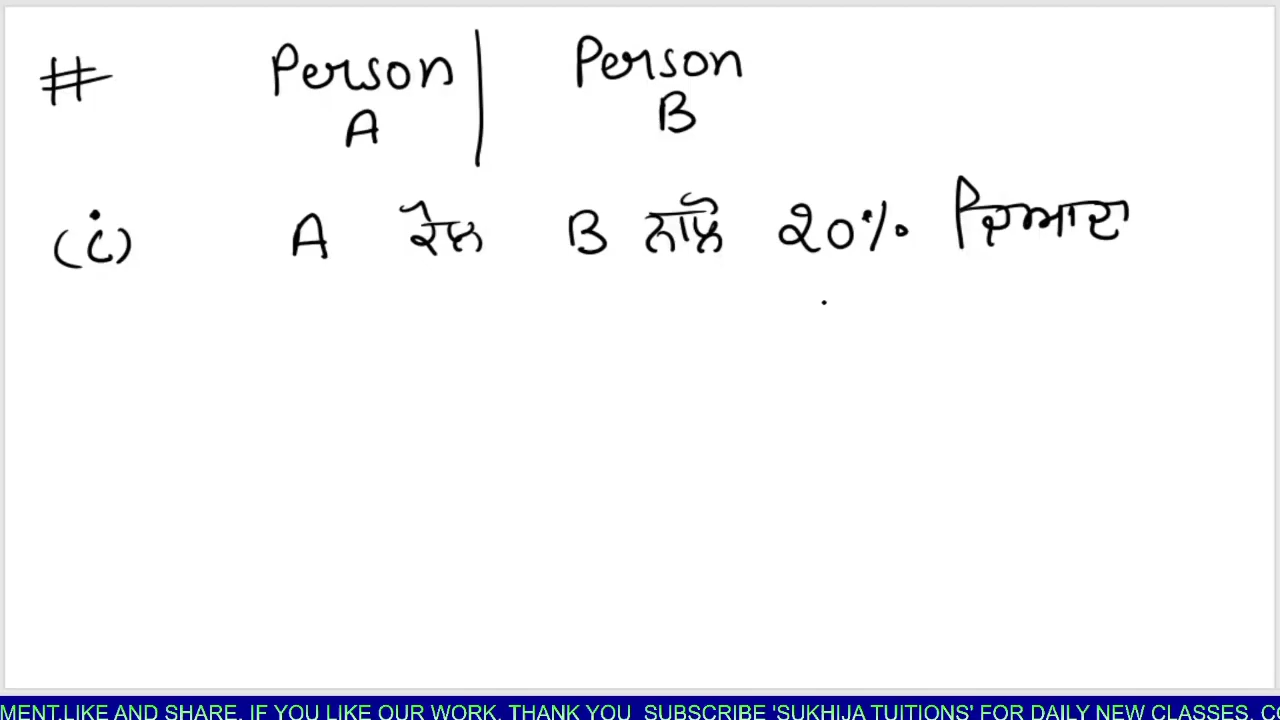 # Person | Person
A B
(i) A ਕੋਲ B ਨਾਲੋਂ 20%
MENT.LIKE AND SHARE, IF YOU LIKE OUR WORK. THANK YOU SUBSCRIBE 'SUKHIJA TUITIONS' FOR DAILY NEW CLASSES. CO